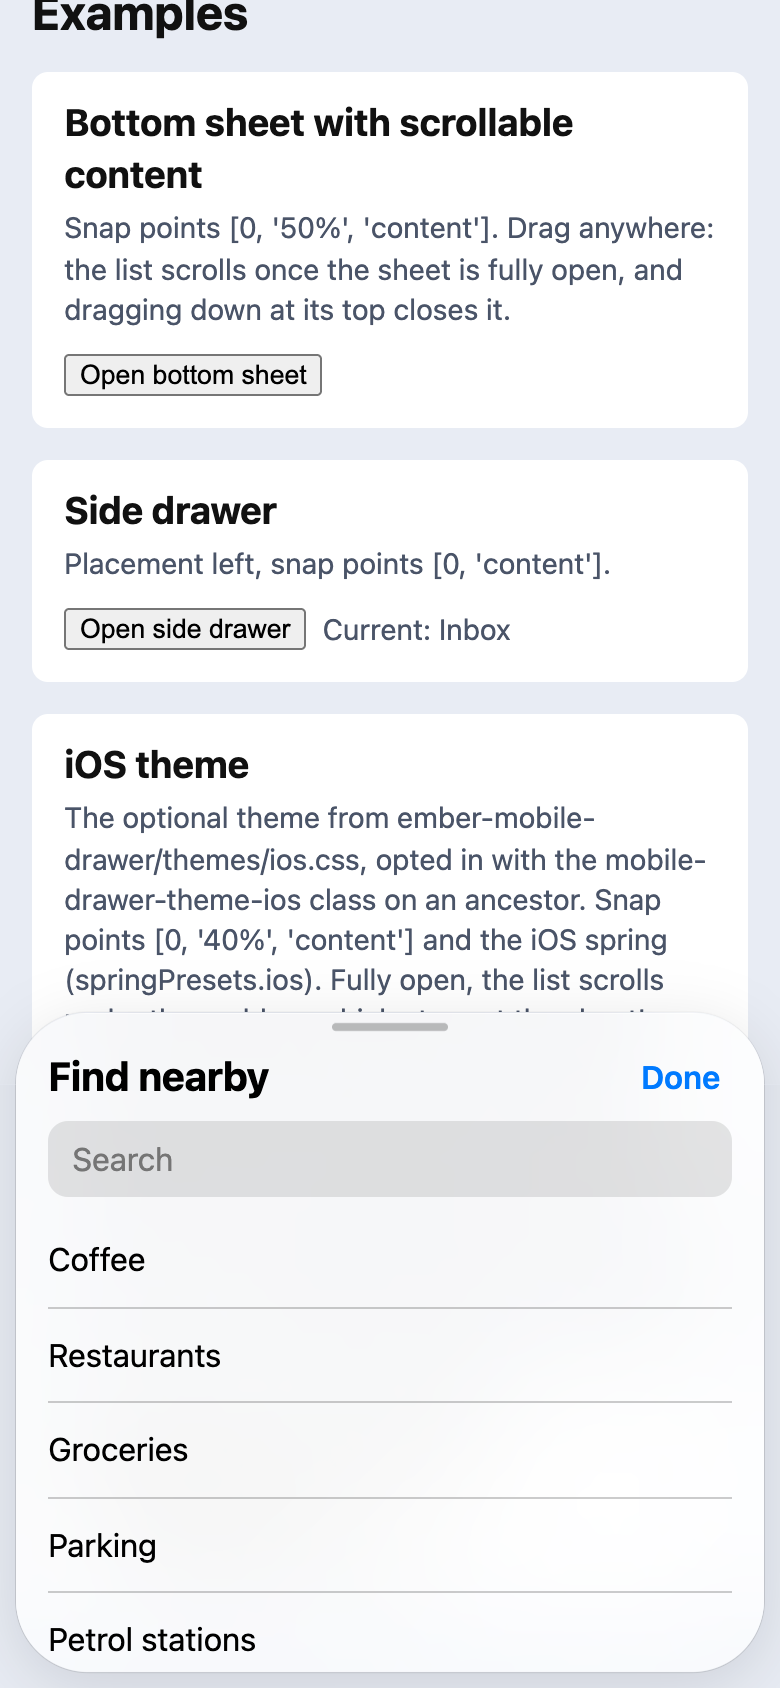 Examples
Bottom sheet with scrollable
content
Snap points [0, '50%', 'content']. Drag anywhere:
the list scrolls once the sheet is fully open, and
dragging down at its top closes it.
Open bottom sheet
Side drawer
Placement left, snap points [0, 'content'].
Open side drawer
Current: Inbox
iOS theme
The optional theme from ember-mobile-
drawer/themes/ios.css, opted in with the mobile-
drawer-theme-ios class on an ancestor. Snap
points [0, '40%', 'content'] and the iOS spring
(springPresets.ios). Fully open, the list scrolls
Find nearby
Done
Search
Coffee
Restaurants
Groceries
Parking
Petrol stations